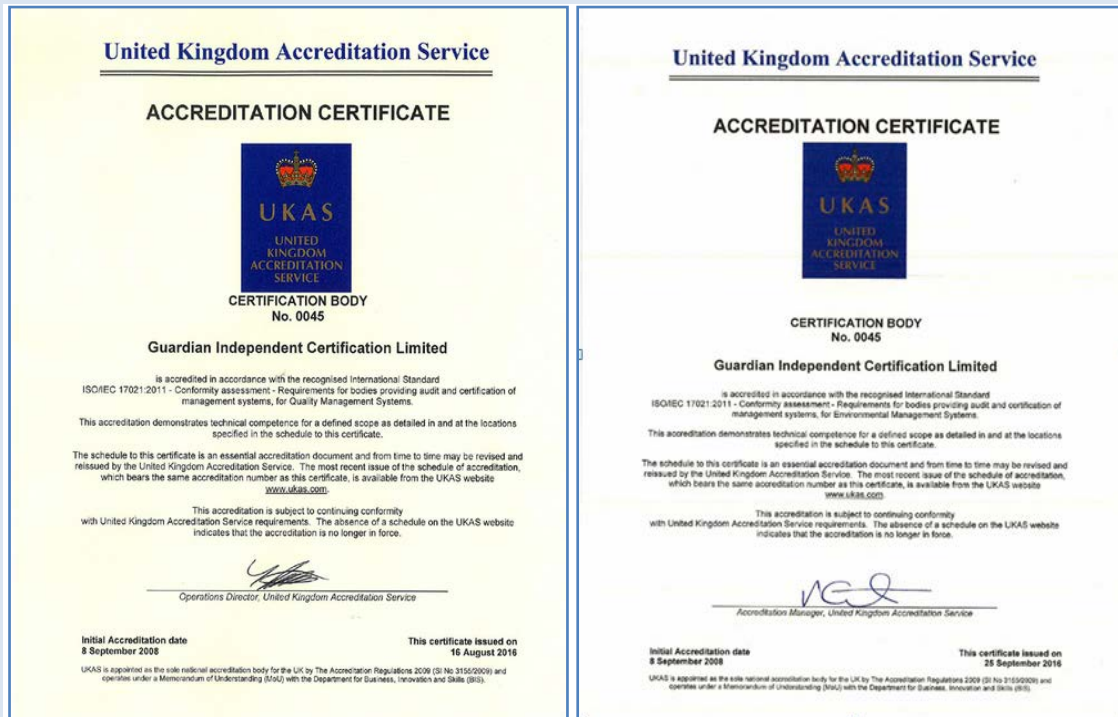 United Kingdom Accreditation Service
ACCREDITATION CERTIFICATE
UKAS
UNITED
KINGDOM
ACCREDITATION
SERVICE
CERTIFICATION BODY
No. 0045
Guardian Independent Certification Limited
is accredited in accordance with the recognised International Standard
ISO/IEC 17021:2011 - Conformity assessment - Requirements for bodies providing audit and certification of
management systems, for Quality Management Systems.
This accreditation demonstrates technical competence for a defined scope as detailed in and at the locations
specified in the schedule to this certificate.
The schedule to this certificate is an essential accreditation document and from time to time may be revised and
reissued by the United Kingdom Accreditation Service. The most recent issue of the schedule of accreditation,
which bears the same accreditation number as this certificate, is available from the UKAS website
www.ukas.com.
This accreditation is subject to continuing conformity
with United Kingdom Accreditation Service requirements. The absence of a schedule on the UKAS website
indicates that the accreditation is no longer in force.
Operations Director, United Kingdom Accreditation Service
Initial Accreditation date
8 September 2008
This certificate issued on
16 August 2016
UKAS is appointed as the sole national accreditation body for the UK by The Accreditation Regulations 2009 (SI No 3155/2009) and
operates under a Memorandum of Understanding (MoU) with the Department for Business, Innovation and Skills (BIS).
United Kingdom Accreditation Service
ACCREDITATION CERTIFICATE
UKAS
UNITED
KINGDOM
ACCREDITATION
SERVICE
CERTIFICATION BODY
No. 0045
Guardian Independent Certification Limited
is accredited in accordance with the recognised International Standard
ISO/IEC 17021:2011 - Conformity assessment - Requirements for bodies providing audit and certification of
management systems, for Environmental Management Systems.
This accreditation demonstrates technical competence for a defined scope as detailed in and at the locations
specified in the schedule to this certificate.
The schedule to this certificate is an essential accreditation document and from time to time may be revised and
reissued by the United Kingdom Accreditation Service. The most recent issue of the schedule of accreditation,
which bears the same accreditation number as this certificate, is available from the UKAS website
www.ukas.com.
This accreditation is subject to continuing conformity
with United Kingdom Accreditation Service requirements. The absence of a schedule on the UKAS website
indicates that the accreditation is no longer in force.
Accreditation Manager, United Kingdom Accreditation Service
Initial Accreditation date
8 September 2008
This certificate issued on
25 September 2016
UKAS is appointed as the sole national accreditation body for the UK by The Accreditation Regulations 2009 (SI No 3155/2009) and
operates under a Memorandum of Understanding (MoU) with the Department for Business, Innovation and Skills (BIS).